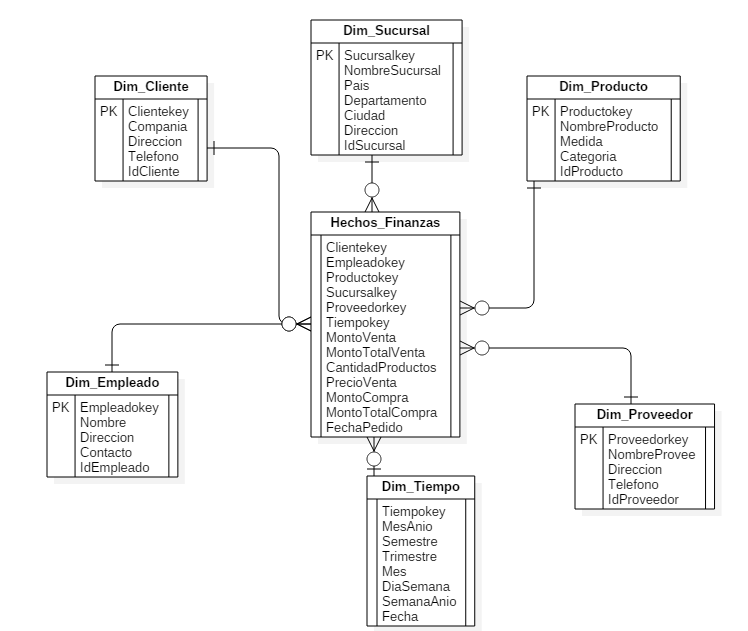 Dim_Sucursal
PK Sucursalkey
NombreSucursal
Pais
Departamento
Ciudad
Direccion
IdSucursal
Dim_Cliente
PK Clientekey
Compania
Direccion
Telefono
IdCliente
Dim_Producto
PK Productokey
NombreProducto
Medida
Categoria
IdProducto
Hechos_Finanzas
Clientekey
Empleadokey
Productokey
Sucursalkey
Proveedorkey
Tiempokey
MontoVenta
MontoTotalVenta
CantidadProductos
PrecioVenta
MontoCompra
MontoTotalCompra
FechaPedido
Dim_Empleado
PK Empleadokey
Nombre
Direccion
Contacto
IdEmpleado
Dim_Proveedor
PK Proveedorkey
NombreProvee
Direccion
Telefono
IdProveedor
Dim_Tiempo
Tiempokey
MesAnio
Semestre
Trimestre
Mes
DiaSemana
SemanaAnio
Fecha